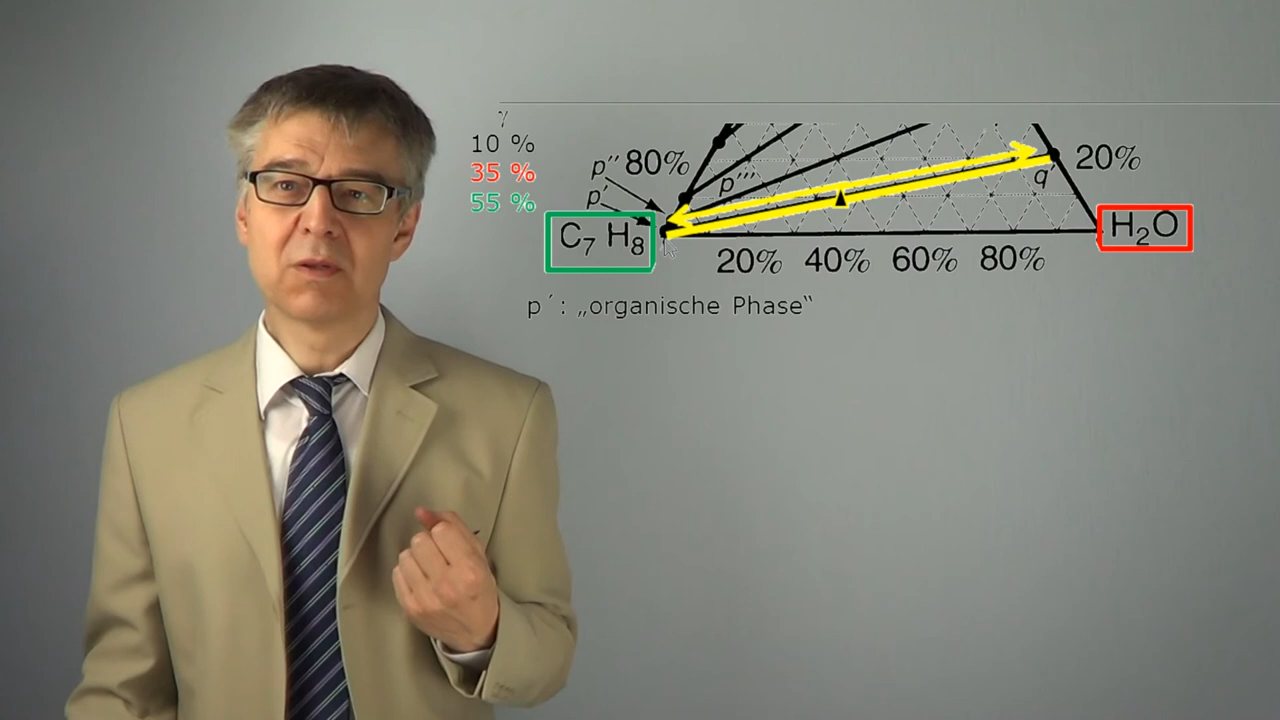 γ
10 %
35 %
55 %
p″ 80%
p′
p‴
20%
q′
C₇ H₈
H₂O
20% 40% 60% 80%
p´: „organische Phase“